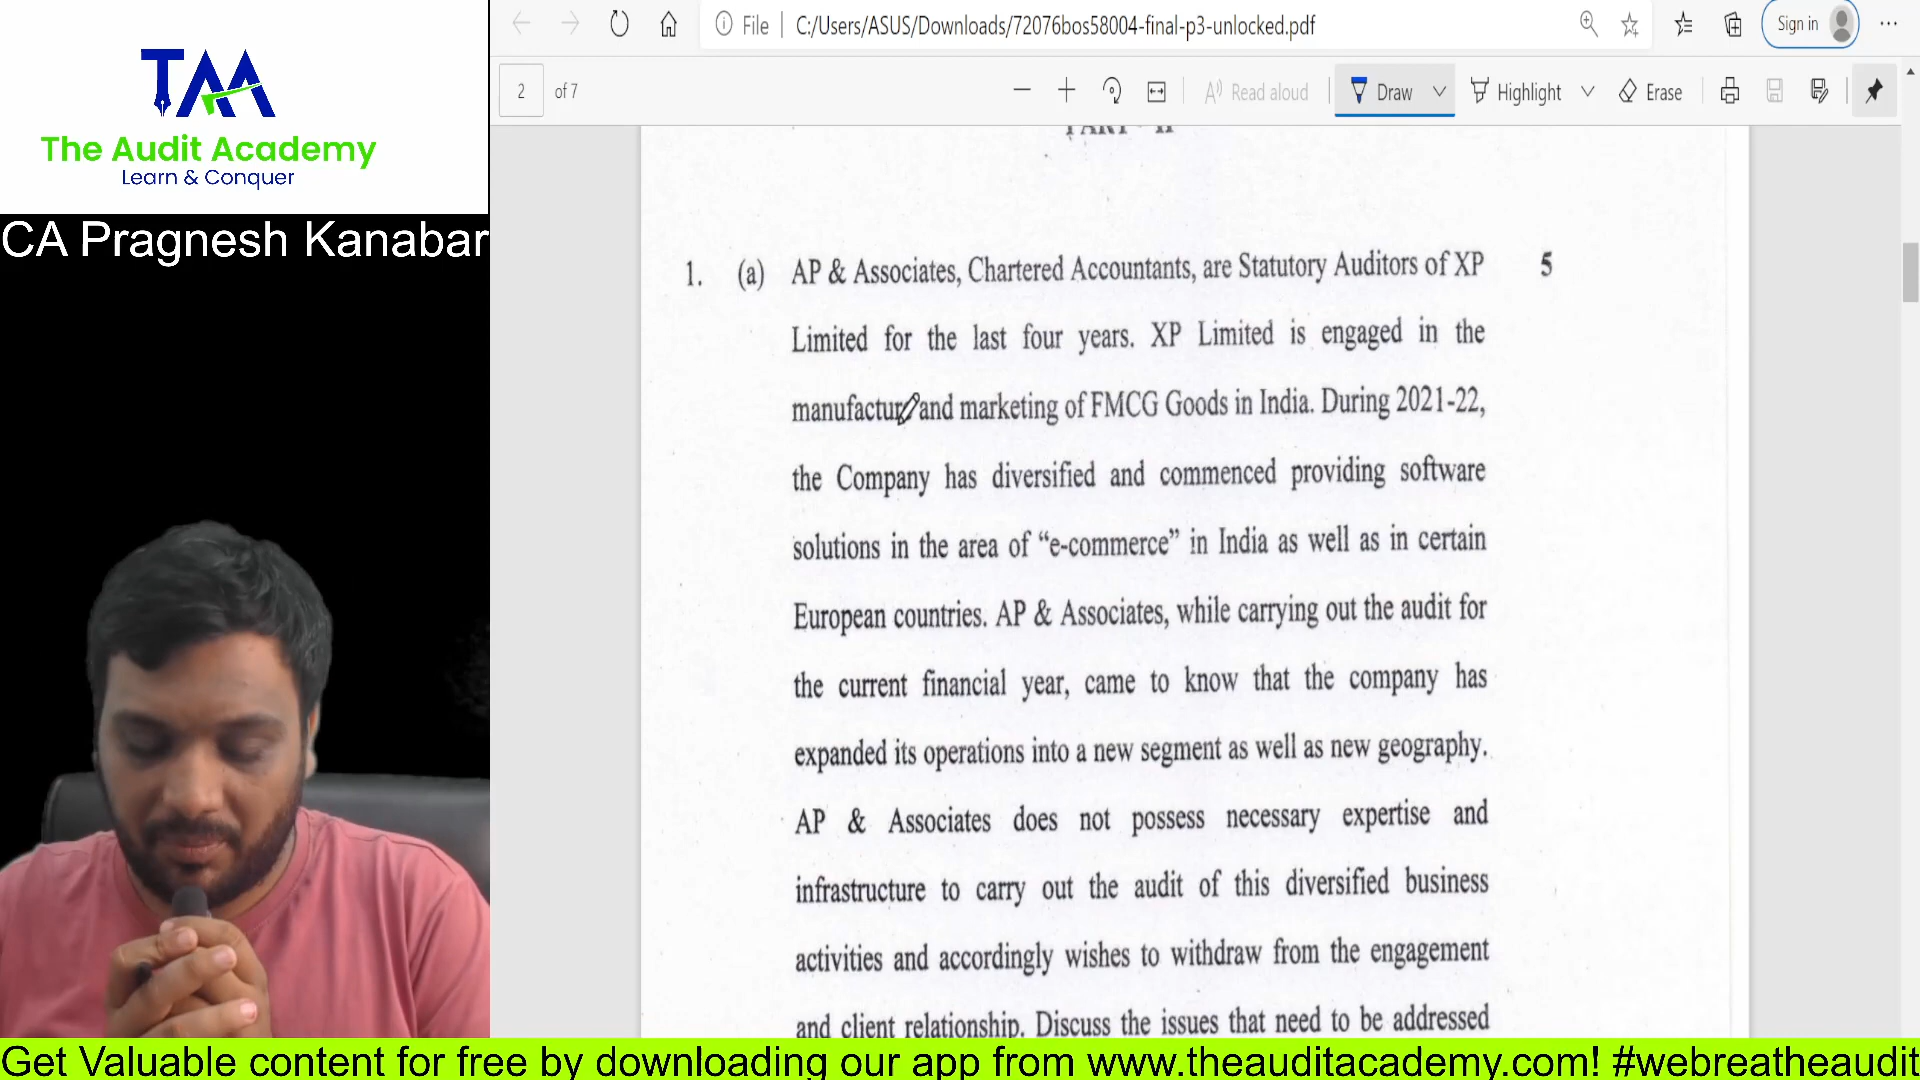 TAA
The Audit Academy
Learn & Conquer
CA Pragnesh Kanabar
File
C:/Users/ASUS/Downloads/72076bos58004-final-p3-unlocked.pdf
Sign in
2 of 7
Read aloud
Draw
Highlight
Erase
PART - II
1. (a) AP & Associates, Chartered Accountants, are Statutory Auditors of XP 5
Limited for the last four years. XP Limited is engaged in the
manufacture and marketing of FMCG Goods in India. During 2021-22,
the Company has diversified and commenced providing software
solutions in the area of “e-commerce” in India as well as in certain
European countries. AP & Associates, while carrying out the audit for
the current financial year, came to know that the company has
expanded its operations into a new segment as well as new geography.
AP & Associates does not possess necessary expertise and
infrastructure to carry out the audit of this diversified business
activities and accordingly wishes to withdraw from the engagement
and client relationship. Discuss the issues that need to be addressed
Get Valuable content for free by downloading our app from www.theauditacademy.com! #webreatheaudit